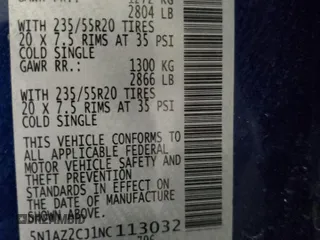 1272 KG
2804 LB
WITH 235/55R20 TIRES
20 X 7.5 RIMS AT 35 PSI
COLD SINGLE
GAWR RR.: 1300 KG
2866 LB
WITH 235/55R20 TIRES
20 X 7.5 RIMS AT 35 PSI
COLD SINGLE
THIS VEHICLE CONFORMS TO
ALL APPLICABLE FEDERAL
MOTOR VEHICLE SAFETY AND
THEFT PREVENTION
STANDARDS IN EFFECT ON
THE DATE OF MANUFACTURE
SHOWN ABOVE.
5N1AZ2CJ1NC113032